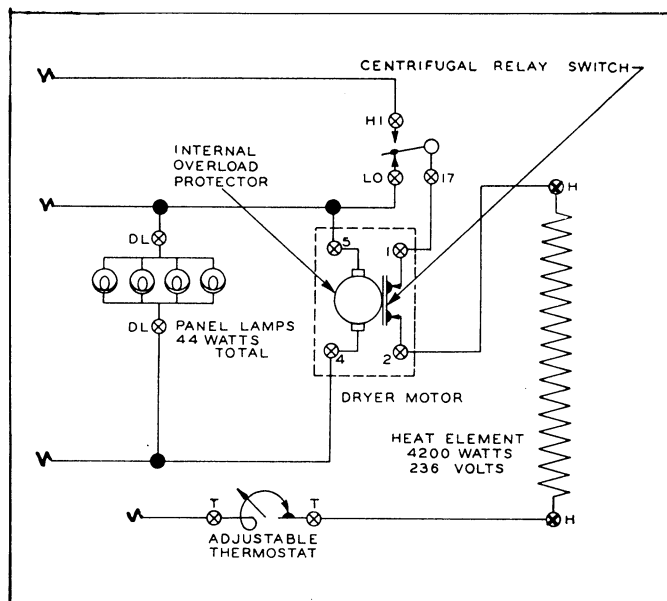 CENTRIFUGAL RELAY SWITCH
HI
INTERNAL
OVERLOAD
PROTECTOR
LO
17
H
DL
5
1
DL
PANEL LAMPS
44 WATTS
TOTAL
4
2
DRYER MOTOR
HEAT ELEMENT
4200 WATTS
236 VOLTS
T
T
H
ADJUSTABLE
THERMOSTAT